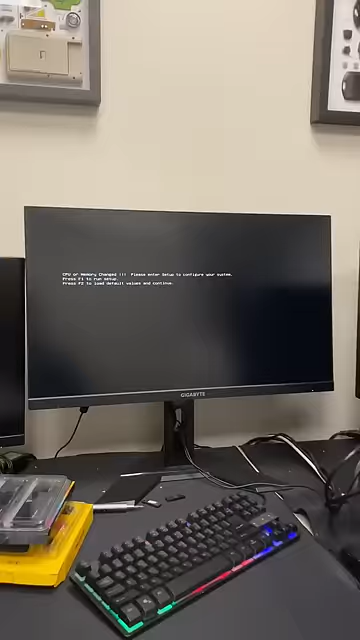 CPU or Memory Changed !!! Please enter Setup to configure your system.
Press F1 to run setup.
Press F2 to load default values and continue.
GIGABYTE